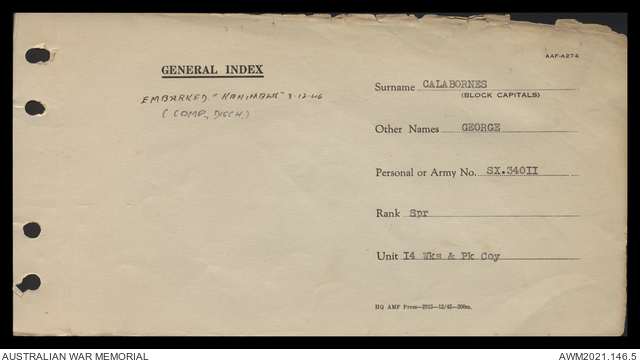 AAF-A274
GENERAL INDEX
EMBARKED. "KANIMBLA" 3-12-46
(COMP. DISCH.)
Surname CALABORNES
(BLOCK CAPITALS)
Other Names GEORGE
Personal or Army No. SX.340II
Rank Spr
Unit I4 Wks & Pk Coy
HQ AMF Press—2915—12/45—300m.
AUSTRALIAN WAR MEMORIAL
AWM2021.146.5